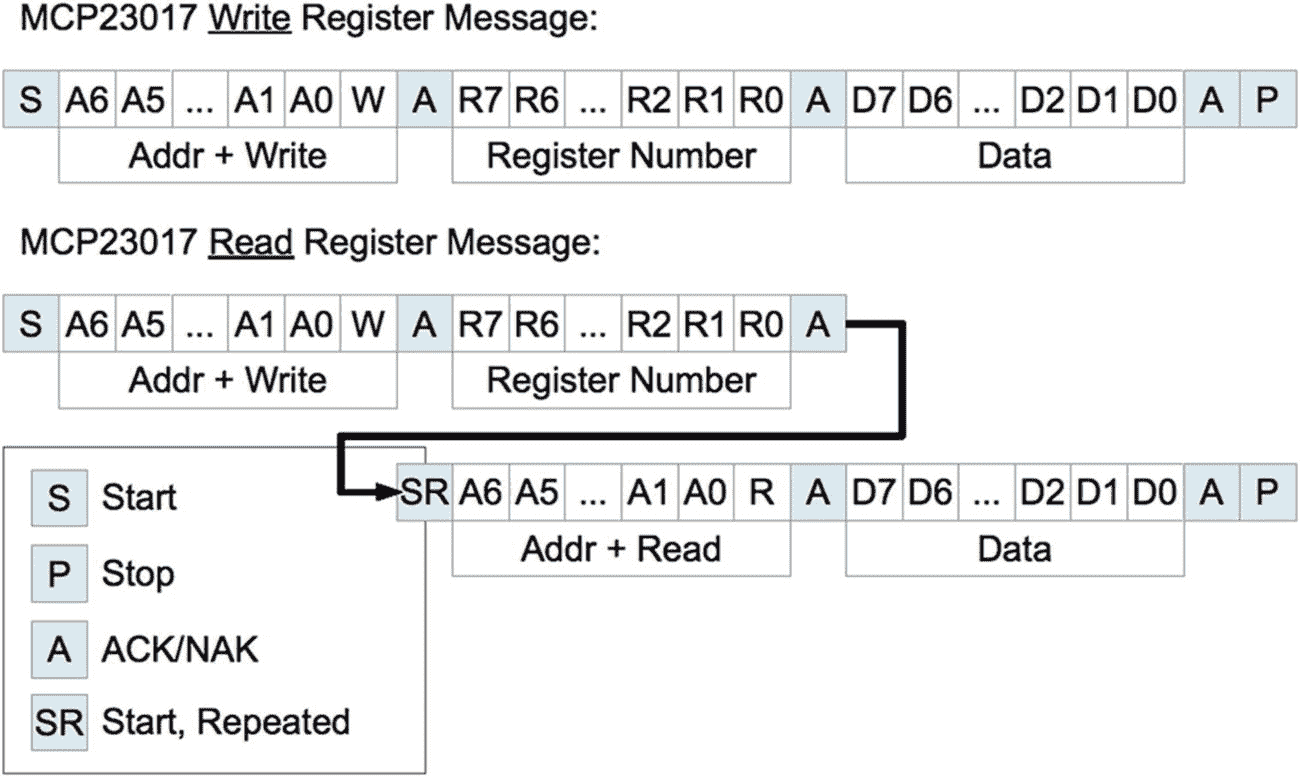 MCP23017 Write Register Message:
S A6 A5 ... A1 A0 W A R7 R6 ... R2 R1 R0 A D7 D6 ... D2 D1 D0 A P
Addr + Write Register Number Data
MCP23017 Read Register Message:
S A6 A5 ... A1 A0 W A R7 R6 ... R2 R1 R0 A
Addr + Write Register Number
SR A6 A5 ... A1 A0 R A D7 D6 ... D2 D1 D0 A P
Addr + Read Data
S Start
P Stop
A ACK/NAK
SR Start, Repeated